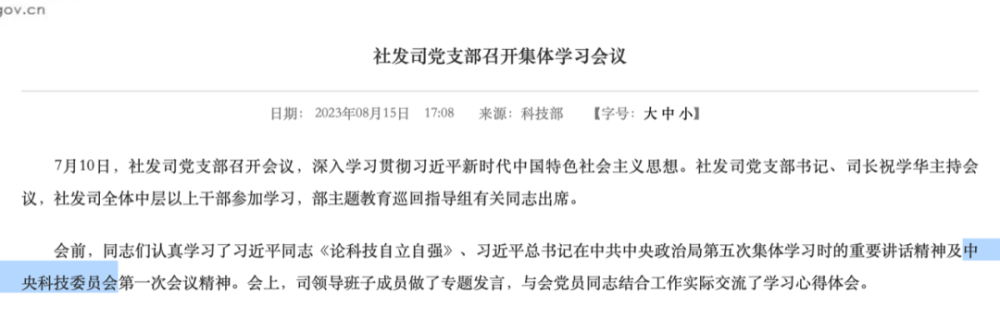 gov.cn
社发司党支部召开集体学习会议
日期： 2023年08月15日 17:08 来源：科技部 【字号：大 中 小】
7月10日，社发司党支部召开会议，深入学习贯彻习近平新时代中国特色社会主义思想。社发司党支部书记、司长祝学华主持会
议，社发司全体中层以上干部参加学习，部主题教育巡回指导组有关同志出席。
会前，同志们认真学习了习近平同志《论科技自立自强》、习近平总书记在中共中央政治局第五次集体学习时的重要讲话精神及中
央科技委员会第一次会议精神。会上，司领导班子成员做了专题发言，与会党员同志结合工作实际交流了学习心得体会。